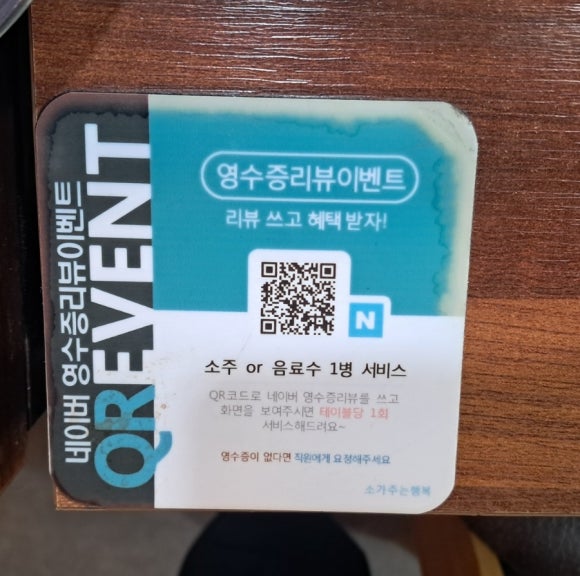 네이버 영수증리뷰이벤트
QREVENT
영수증리뷰이벤트
리뷰 쓰고 혜택 받자!
N
소주 or 음료수 1병 서비스
QR코드로 네이버 영수증리뷰를 쓰고
화면을 보여주시면 테이블당 1회
서비스해드려요~
영수증이 없다면 직원에게 요청해주세요
소가주는행복